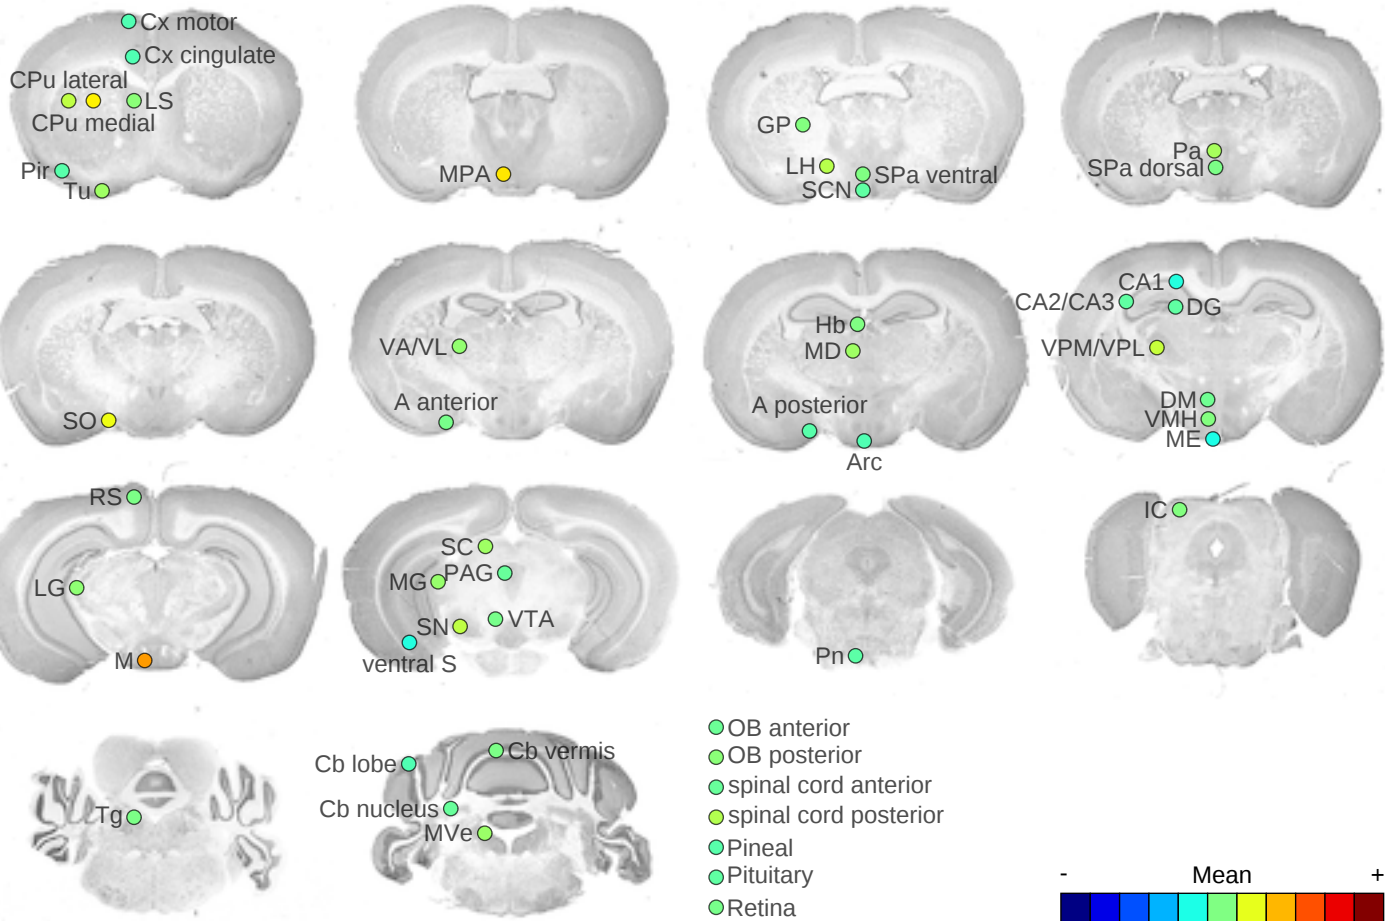 Cx motor
Cx cingulate
CPu lateral
LS
CPu medial
Pir
Tu
MPA
GP
LH
SPa ventral
SCN
Pa
SPa dorsal
SO
VA/VL
A anterior
Hb
MD
A posterior
Arc
CA1
CA2/CA3
DG
VPM/VPL
DM
VMH
ME
RS
LG
M
SC
PAG
MG
SN
VTA
ventral S
Pn
IC
Tg
Cb lobe
Cb vermis
Cb nucleus
MVe
OB anterior
OB posterior
spinal cord anterior
spinal cord posterior
Pineal
Pituitary
Retina
- Mean +